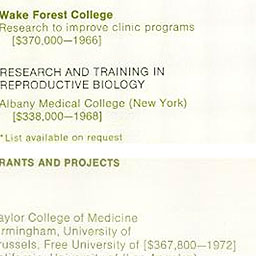 Wake Forest College
Research to improve clinic programs
[$370,000—1966]
RESEARCH AND TRAINING IN
REPRODUCTIVE BIOLOGY
Albany Medical College (New York)
[$338,000—1968]
*List available on request
RANTS AND PROJECTS
aylor College of Medicine
rmingham, University of
russels, Free University of [$367,800—1972]